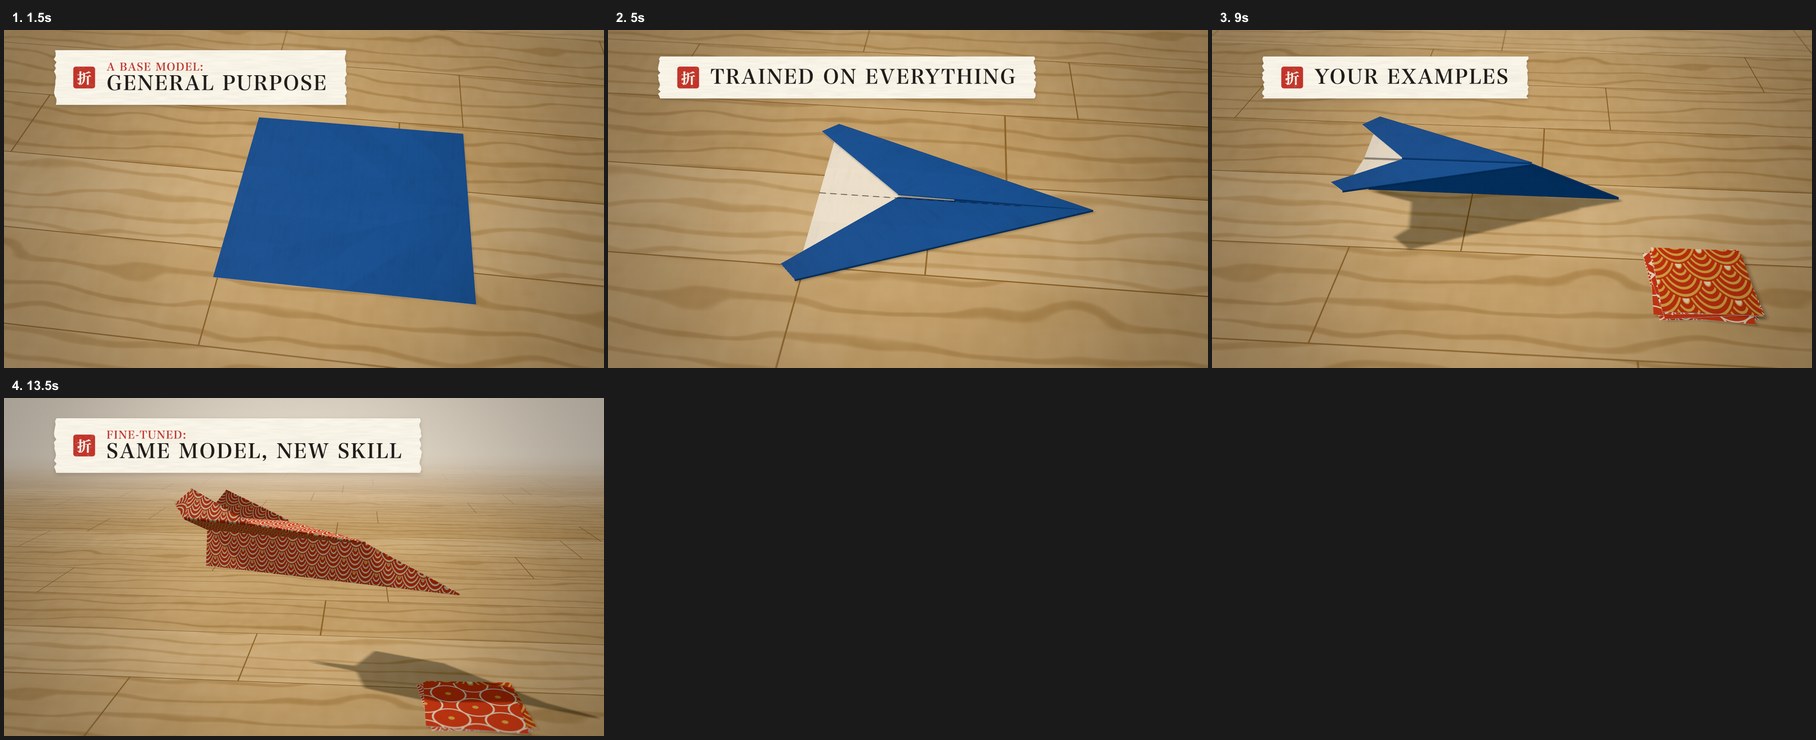 1. 1.5s
折
A BASE MODEL:
GENERAL PURPOSE
2. 5s
折
TRAINED ON EVERYTHING
3. 9s
折
YOUR EXAMPLES
4. 13.5s
折
FINE-TUNED:
SAME MODEL, NEW SKILL